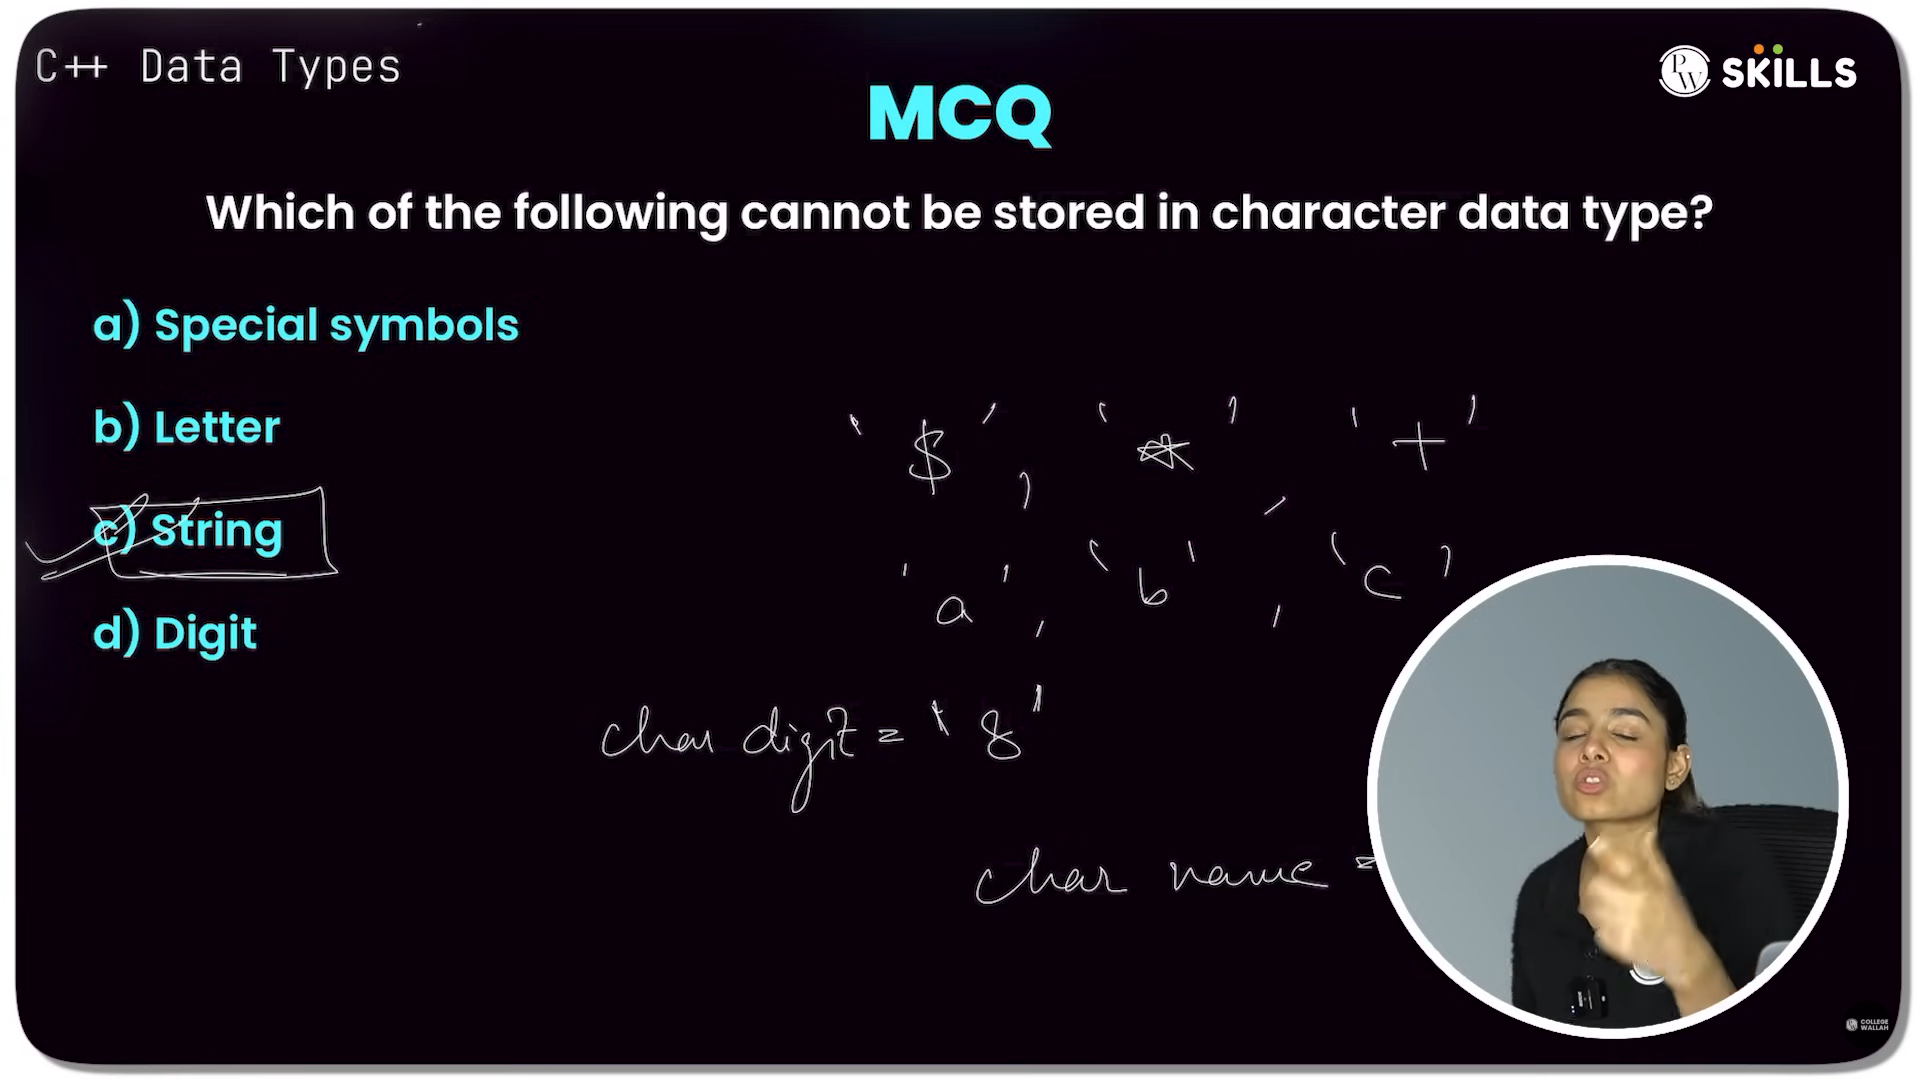 C++ Data Types
PW SKILLS
MCQ
Which of the following cannot be stored in character data type?
a) Special symbols
b) Letter
c) String
d) Digit
'$', '*', '+'
'a', 'b', 'c'
char digit = '8'
char name =
PW COLLEGE WALLAH